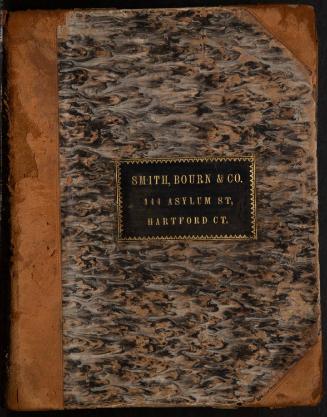 SMITH, BOURN & CO.
144 ASYLUM ST,
HARTFORD CT.